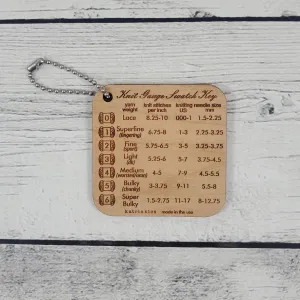 Knit Gauge Swatch Key
yarn weight knit stitches per inch knitting needle size US mm
0 Lace 8.25-10 000-1 1.5-2.25
1 Superfine (fingering) 6.75-8 1-3 2.25-3.25
2 Fine (sport) 5.75-6.5 3-5 3.25-3.75
3 Light (dk) 5.25-6 5-7 3.75-4.5
4 Medium (worsted/aran) 4-5 7-9 4.5-5.5
5 Bulky (chunky) 3-3.75 9-11 5.5-8
6 Super Bulky 1.5-2.75 11-17 8-12.75
made in the usa